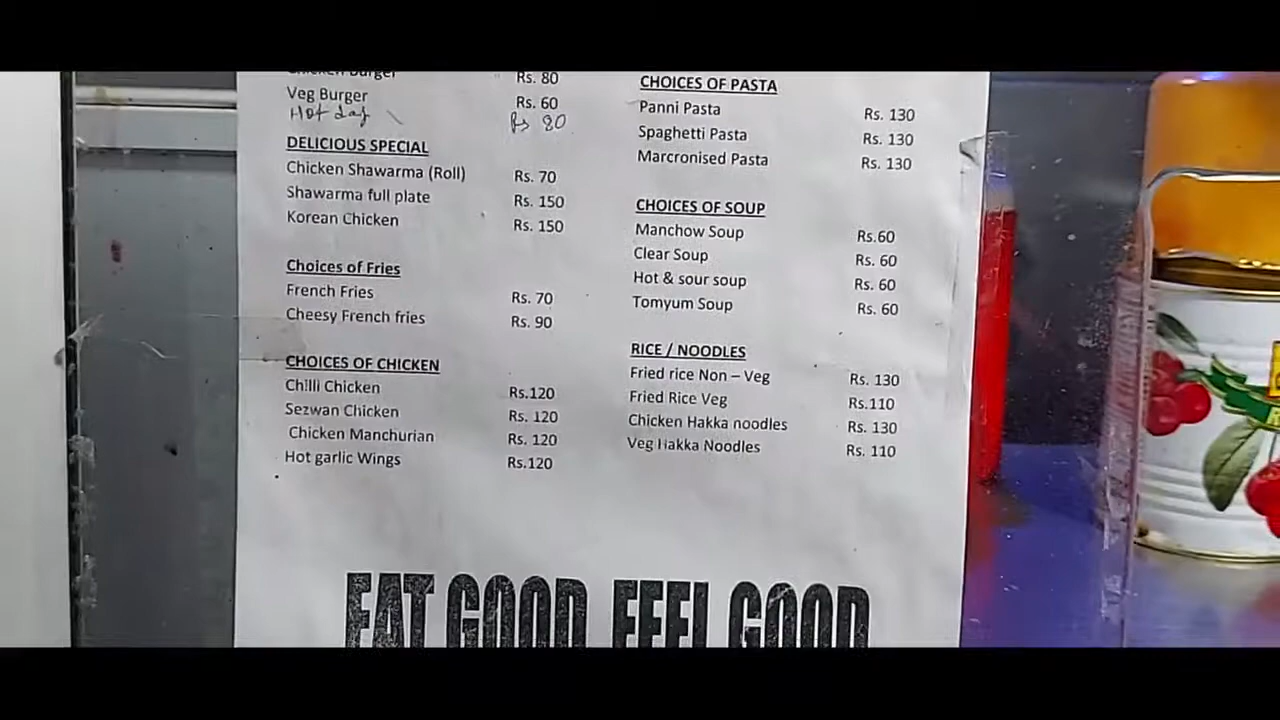 Chicken Burger Rs. 80
Veg Burger Rs. 60
Hot dag Rs 80
DELICIOUS SPECIAL
Chicken Shawarma (Roll) Rs. 70
Shawarma full plate Rs. 150
Korean Chicken Rs. 150
Choices of Fries
French Fries Rs. 70
Cheesy French fries Rs. 90
CHOICES OF CHICKEN
Chilli Chicken Rs.120
Sezwan Chicken Rs. 120
Chicken Manchurian Rs. 120
Hot garlic Wings Rs.120
CHOICES OF PASTA
Panni Pasta Rs. 130
Spaghetti Pasta Rs. 130
Marcronised Pasta Rs. 130
CHOICES OF SOUP
Manchow Soup Rs.60
Clear Soup Rs. 60
Hot & sour soup Rs. 60
Tomyum Soup Rs. 60
RICE / NOODLES
Fried rice Non – Veg Rs. 130
Fried Rice Veg Rs.110
Chicken Hakka noodles Rs. 130
Veg Hakka Noodles Rs. 110
EAT GOOD FEEL GOOD